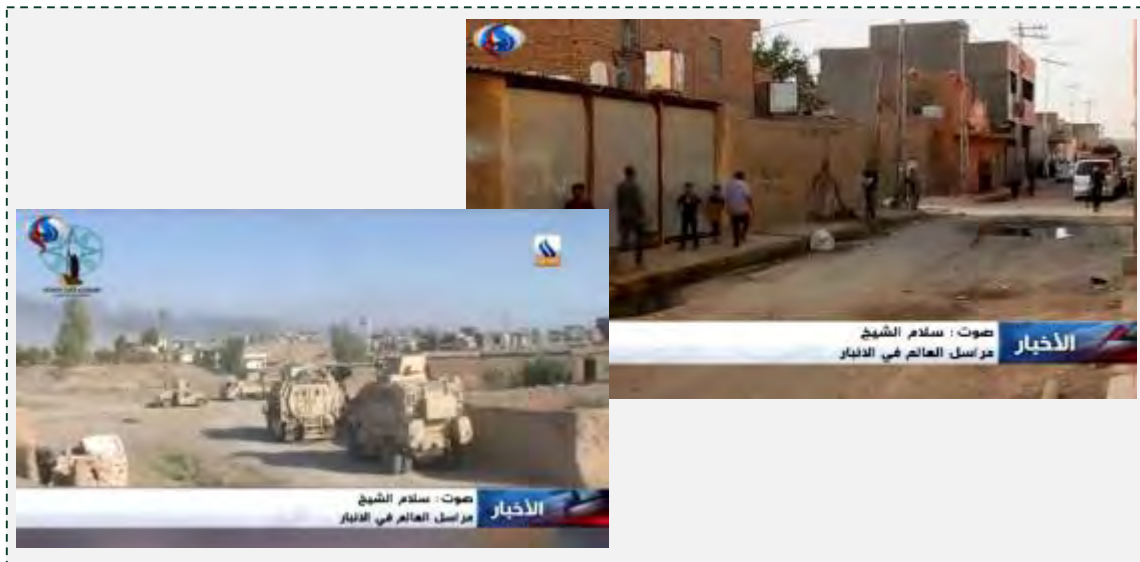 صوت : سلام الشيخ
مراسل العالم في الانبار
الأخبار
صوت : سلام الشيخ
مراسل العالم في الانبار
الأخبار